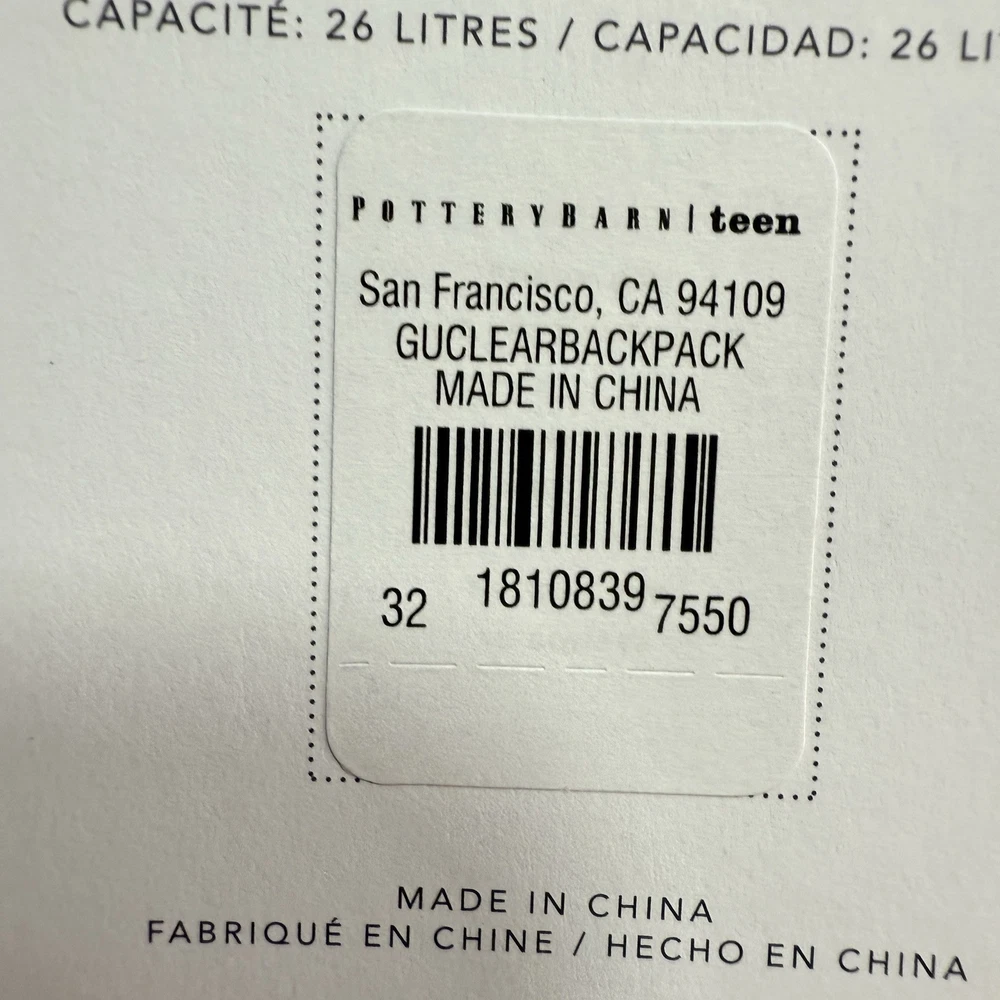 CAPACITÉ: 26 LITRES / CAPACIDAD: 26 LI
POTTERYBARN | teen
San Francisco, CA 94109
GUCLEARBACKPACK
MADE IN CHINA
32 1810839 7550
MADE IN CHINA
FABRIQUÉ EN CHINE / HECHO EN CHINA